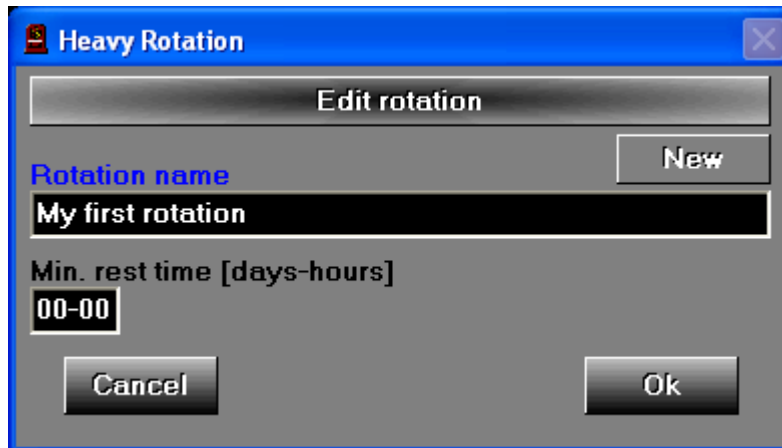 Heavy Rotation
Edit rotation
New
Rotation name
My first rotation
Min. rest time [days-hours]
00-00
Cancel
Ok